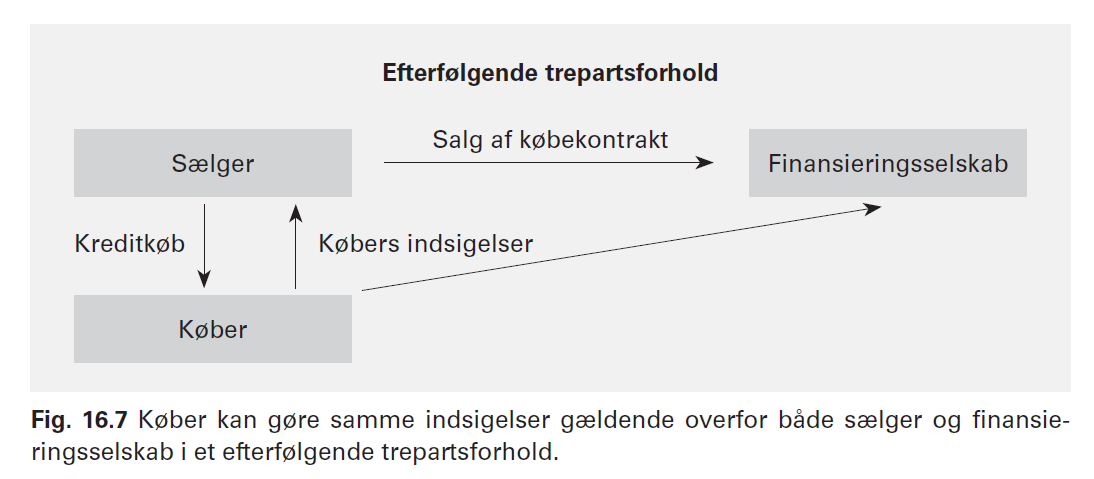 Efterfølgende trepartsforhold
Salg af købekontrakt
Sælger
Finansieringsselskab
Kreditkøb
Købers indsigelser
Køber
Fig. 16.7 Køber kan gøre samme indsigelser gældende overfor både sælger og finansie-
ringsselskab i et efterfølgende trepartsforhold.